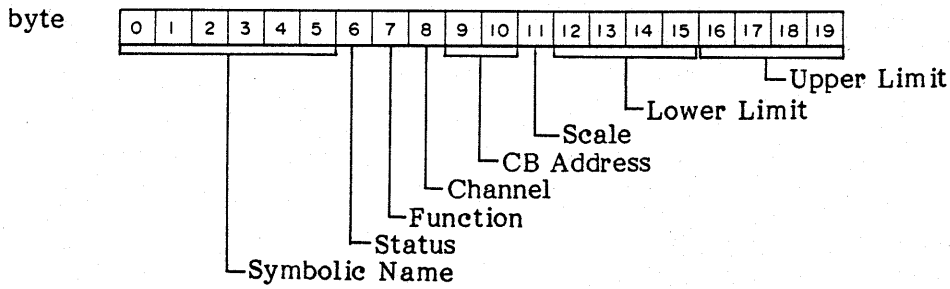 byte 0 1 2 3 4 5 6 7 8 9 10 11 12 13 14 15 16 17 18 19
Upper Limit
Lower Limit
Scale
CB Address
Channel
Function
Status
Symbolic Name